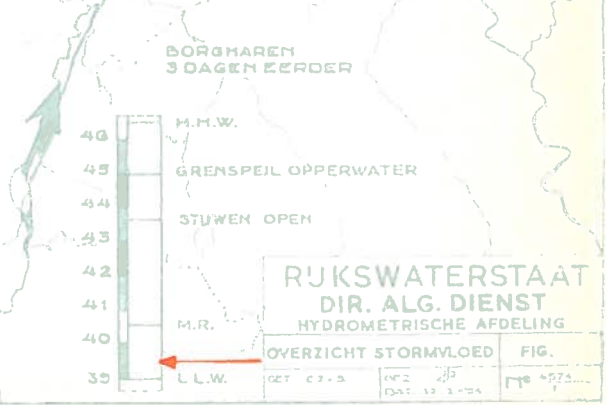 BORGHAREN
3 DAGEN EERDER
M.H.W.
46
45
GRENSPEIL OPPERWATER
44
STUWEN OPEN
43
42
41
M.R.
40
39
L.L.W.
RIJKSWATERSTAAT
DIR. ALG. DIENST
HYDROMETRISCHE AFDELING
OVERZICHT STORMVLOED FIG.
GET